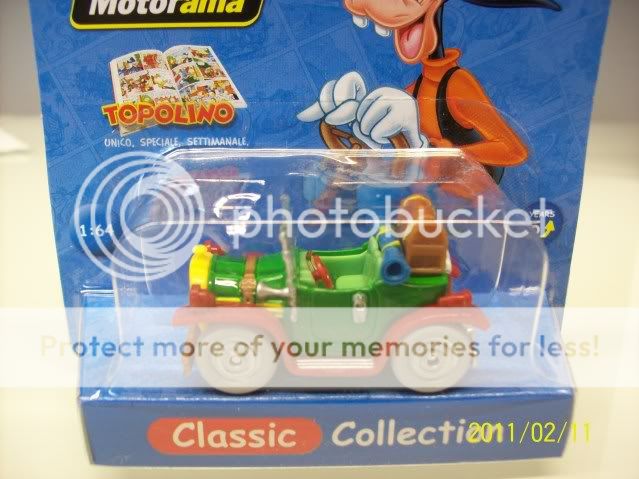 Motorama
TOPOLINO
UNICO, SPECIALE, SETTIMANALE.
photobucket
1:64
YEARS
Protect more of your memories for less!
Classic Collection
2011/02/11